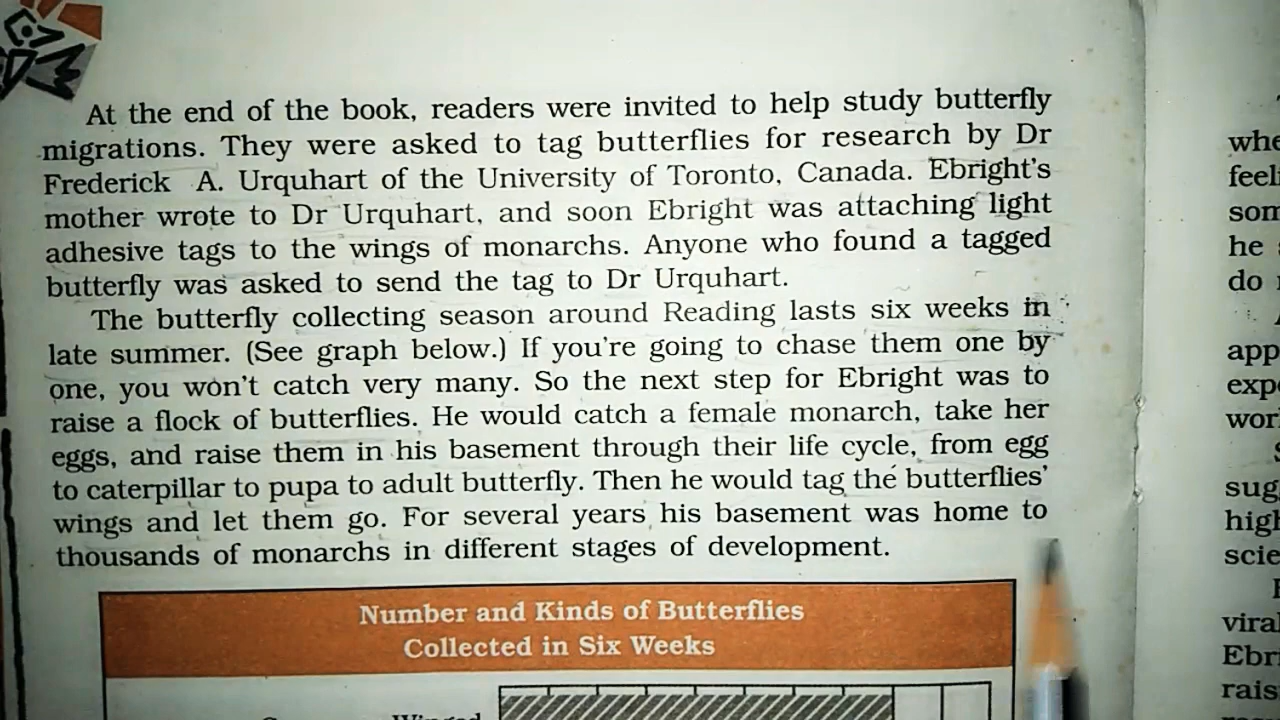 At the end of the book, readers were invited to help study butterfly
migrations. They were asked to tag butterflies for research by Dr
Frederick A. Urquhart of the University of Toronto, Canada. Ebright's
mother wrote to Dr Urquhart, and soon Ebright was attaching light
adhesive tags to the wings of monarchs. Anyone who found a tagged
butterfly was asked to send the tag to Dr Urquhart.
The butterfly collecting season around Reading lasts six weeks in
late summer. (See graph below.) If you're going to chase them one by
one, you won't catch very many. So the next step for Ebright was to
raise a flock of butterflies. He would catch a female monarch, take her
eggs, and raise them in his basement through their life cycle, from egg
to caterpillar to pupa to adult butterfly. Then he would tag the butterflies'
wings and let them go. For several years his basement was home to
thousands of monarchs in different stages of development.
Number and Kinds of Butterflies
Collected in Six Weeks
he
do